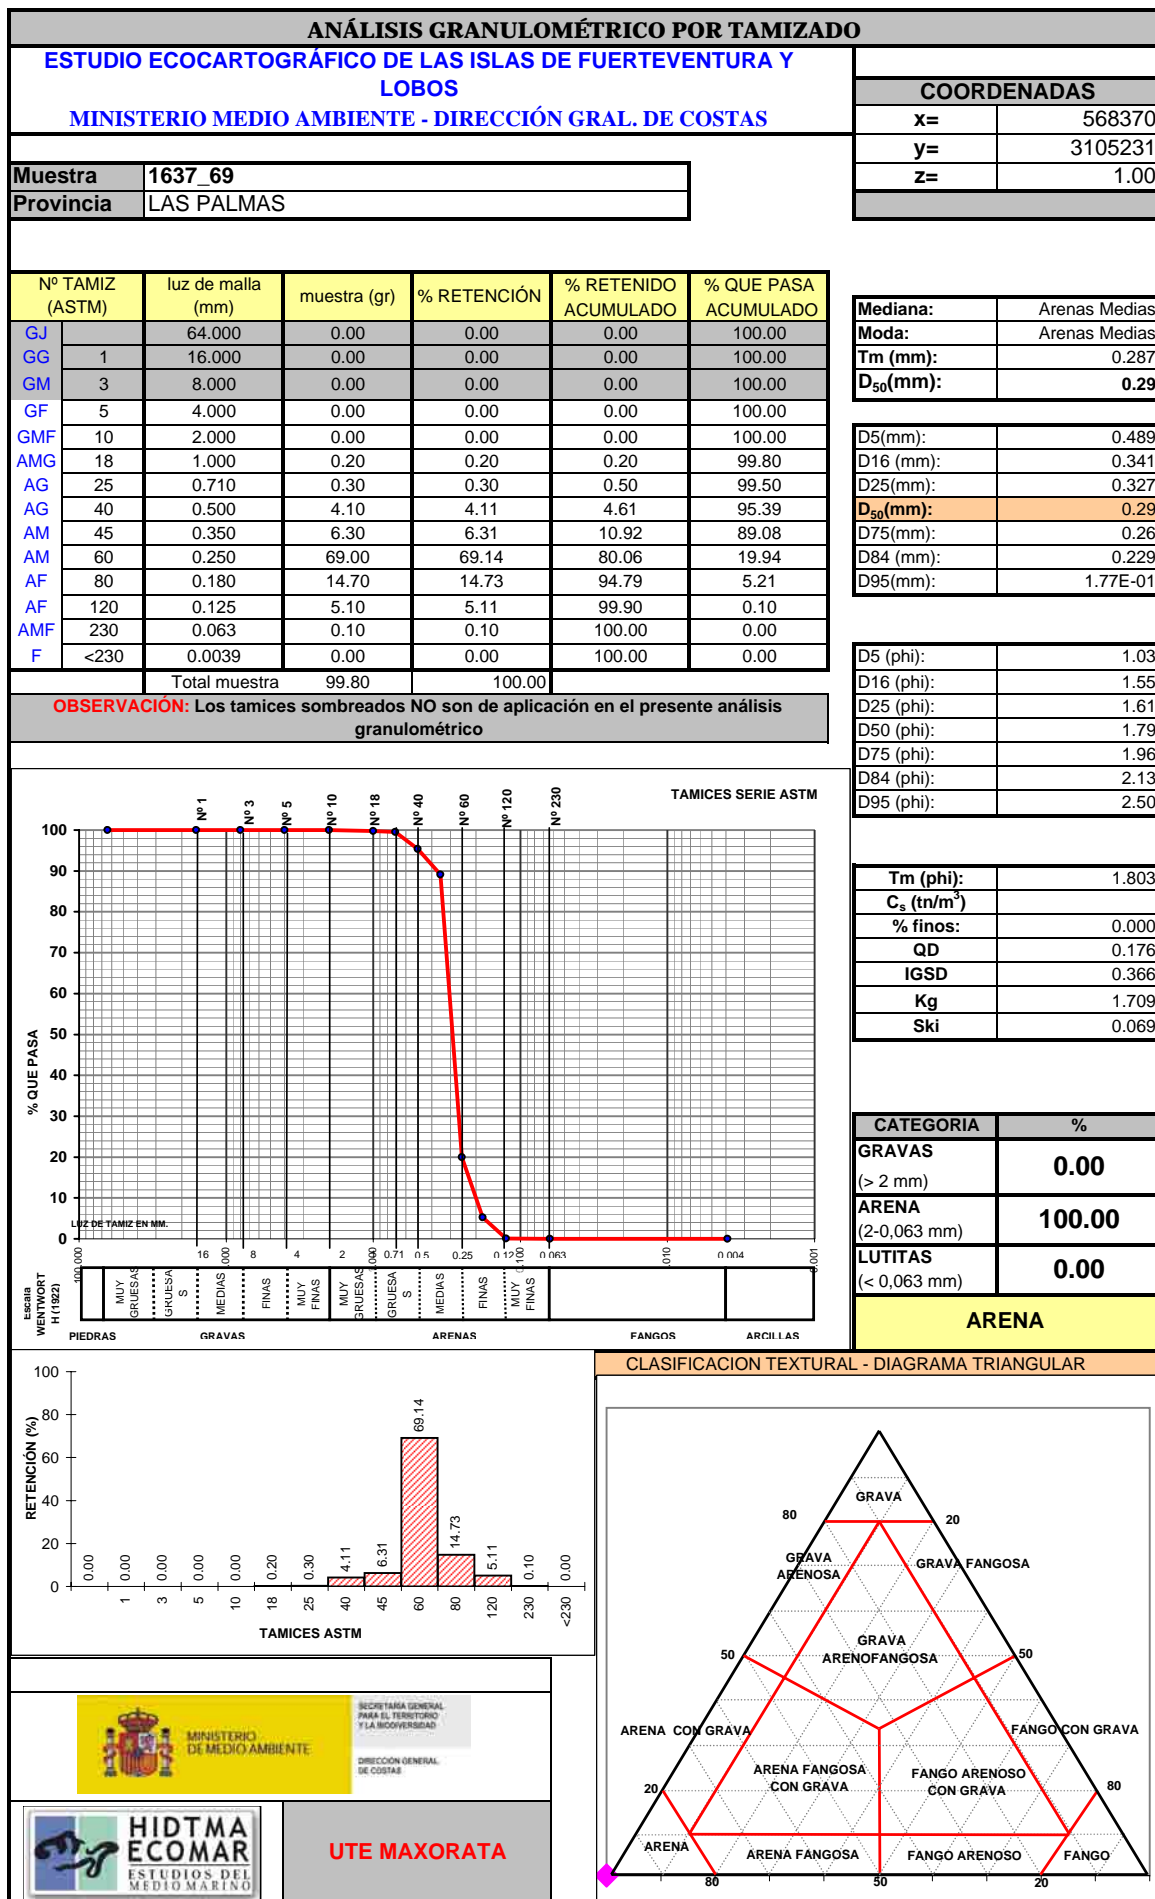 ANÁLISIS GRANULOMÉTRICO POR TAMIZADO
ESTUDIO ECOCARTOGRÁFICO DE LAS ISLAS DE FUERTEVENTURA Y
LOBOS
MINISTERIO MEDIO AMBIENTE - DIRECCIÓN GRAL. DE COSTAS
COORDENADAS
x= 568370
y= 3105231
z= 1.00
Muestra 1637_69
Provincia LAS PALMAS
Nº TAMIZ (ASTM) luz de malla (mm) muestra (gr) % RETENCIÓN % RETENIDO ACUMULADO % QUE PASA ACUMULADO
GJ 64.000 0.00 0.00 0.00 100.00
GG 1 16.000 0.00 0.00 0.00 100.00
GM 3 8.000 0.00 0.00 0.00 100.00
GF 5 4.000 0.00 0.00 0.00 100.00
GMF 10 2.000 0.00 0.00 0.00 100.00
AMG 18 1.000 0.20 0.20 0.20 99.80
AG 25 0.710 0.30 0.30 0.50 99.50
AG 40 0.500 4.10 4.11 4.61 95.39
AM 45 0.350 6.30 6.31 10.92 89.08
AM 60 0.250 69.00 69.14 80.06 19.94
AF 80 0.180 14.70 14.73 94.79 5.21
AF 120 0.125 5.10 5.11 99.90 0.10
AMF 230 0.063 0.10 0.10 100.00 0.00
F <230 0.0039 0.00 0.00 100.00 0.00
Total muestra 99.80 100.00
OBSERVACIÓN: Los tamices sombreados NO son de aplicación en el presente análisis
granulométrico
Mediana: Arenas Medias
Moda: Arenas Medias
Tm (mm): 0.287
D50(mm): 0.29
D5(mm): 0.489
D16 (mm): 0.341
D25(mm): 0.327
D50(mm): 0.29
D75(mm): 0.26
D84 (mm): 0.229
D95(mm): 1.77E-01
D5 (phi): 1.03
D16 (phi): 1.55
D25 (phi): 1.61
D50 (phi): 1.79
D75 (phi): 1.96
D84 (phi): 2.13
D95 (phi): 2.50
Tm (phi): 1.803
Cs (tn/m3)
% finos: 0.000
QD 0.176
IGSD 0.366
Kg 1.709
Ski 0.069
CATEGORIA %
GRAVAS
(> 2 mm) 0.00
ARENA
(2-0,063 mm) 100.00
LUTITAS
(< 0,063 mm) 0.00
ARENA
TAMICES SERIE ASTM
Nº 1 Nº 3 Nº 5 Nº 10 Nº 18 Nº 40 Nº 60 Nº 120 Nº 230
% QUE PASA
100
90
80
70
60
50
40
30
20
10
0
LUZ DE TAMIZ EN MM.
100.000 16 8 4 2 0.71 0.5 0.25 0.12 0.100 0.063 0.004
Escala
WENTWORT
H (1922)
MUY GRUESAS GRUESA S MEDIAS FINAS MUY FINAS MUY GRUESAS GRUESA S MEDIAS FINAS MUY FINAS
PIEDRAS GRAVAS ARENAS FANGOS ARCILLAS
RETENCIÓN (%)
100
80
60
40
20
0
0.00 0.00 0.00 0.00 0.00 0.20 0.30 4.11 6.31 69.14 14.73 5.11 0.10 0.00
1 3 5 10 18 25 40 45 60 80 120 230 <230
TAMICES ASTM
CLASIFICACION TEXTURAL - DIAGRAMA TRIANGULAR
GRAVA
80 20
GRAVA
ARENOSA
GRAVA FANGOSA
GRAVA
ARENOFANGOSA
50 50
ARENA CON GRAVA
FANGO CON GRAVA
ARENA FANGOSA
CON GRAVA
FANGO ARENOSO
CON GRAVA
20 80
ARENA ARENA FANGOSA FANGO ARENOSO FANGO
80 50 20
MINISTERIO
DE MEDIO AMBIENTE
SECRETARÍA GENERAL
PARA EL TERRITORIO
Y LA BIODIVERSIDAD
DIRECCIÓN GENERAL
DE COSTAS
HIDTMA
ECOMAR
ESTUDIOS DEL
MEDIO MARINO
UTE MAXORATA